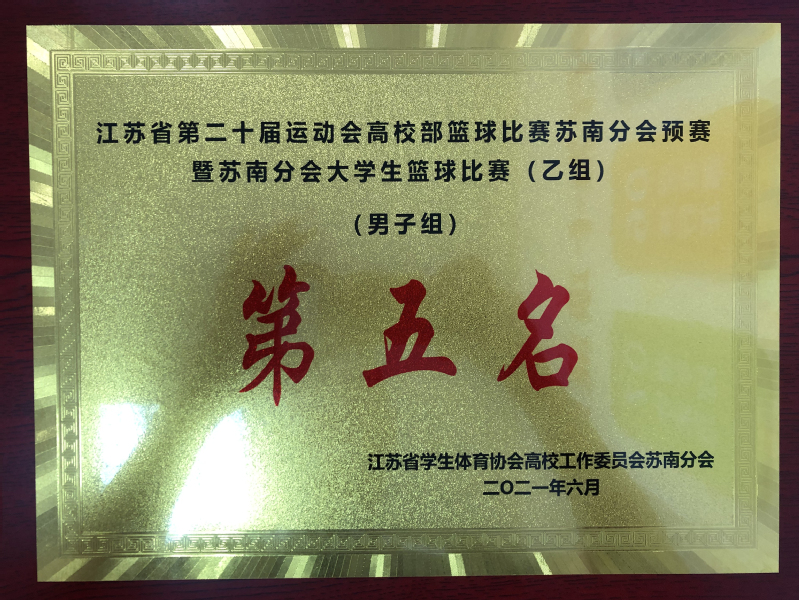 江苏省第二十届运动会高校部篮球比赛苏南分会预赛
暨苏南分会大学生篮球比赛（乙组）
（男子组）
第五名
江苏省学生体育协会高校工作委员会苏南分会
二〇二一年六月